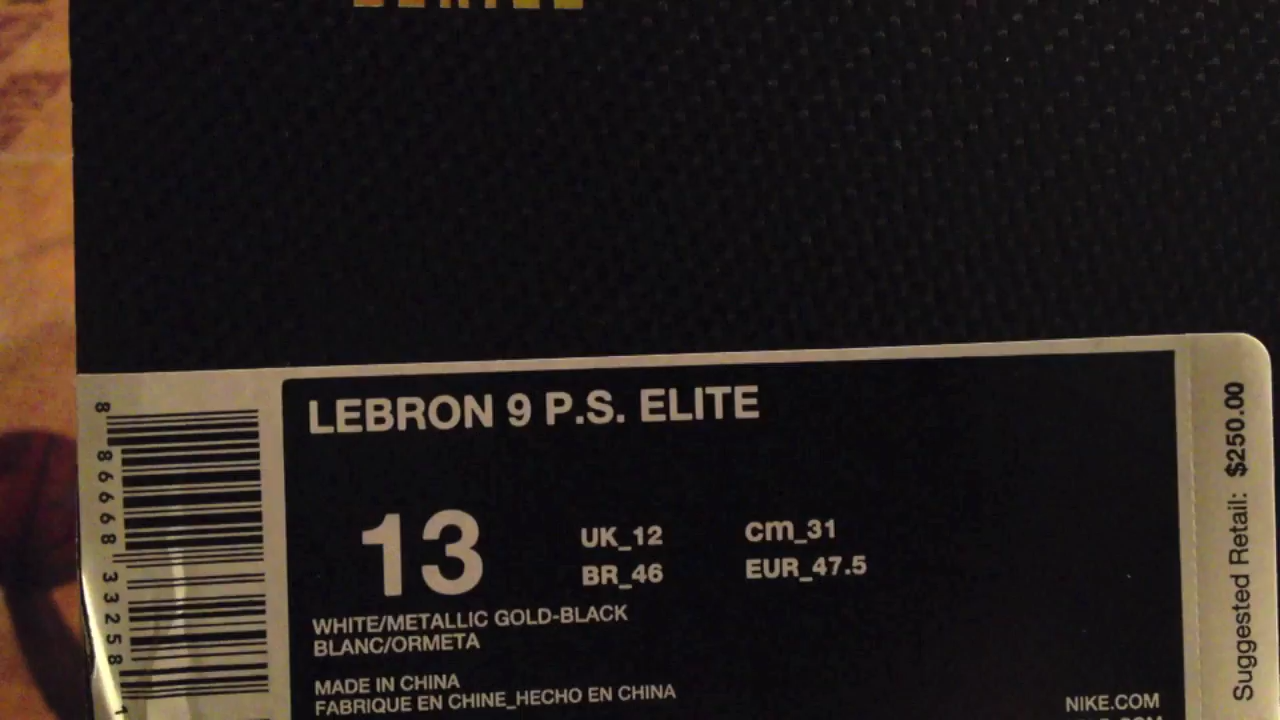 LEBRON 9 P.S. ELITE
13
UK_12 cm_31
BR_46 EUR_47.5
WHITE/METALLIC GOLD-BLACK
BLANC/ORMETA
MADE IN CHINA
FABRIQUE EN CHINE_HECHO EN CHINA
NIKE.COM
8 86668 33258 1
Suggested Retail: $250.00